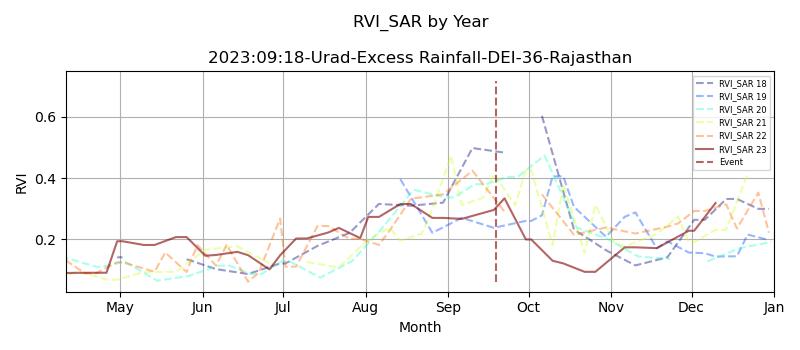 RVI_SAR by Year
2023:09:18-Urad-Excess Rainfall-DEI-36-Rajasthan
RVI
0.6
0.4
0.2
RVI_SAR 18
RVI_SAR 19
RVI_SAR 20
RVI_SAR 21
RVI_SAR 22
RVI_SAR 23
Event
May Jun Jul Aug Sep Oct Nov Dec Jan
Month